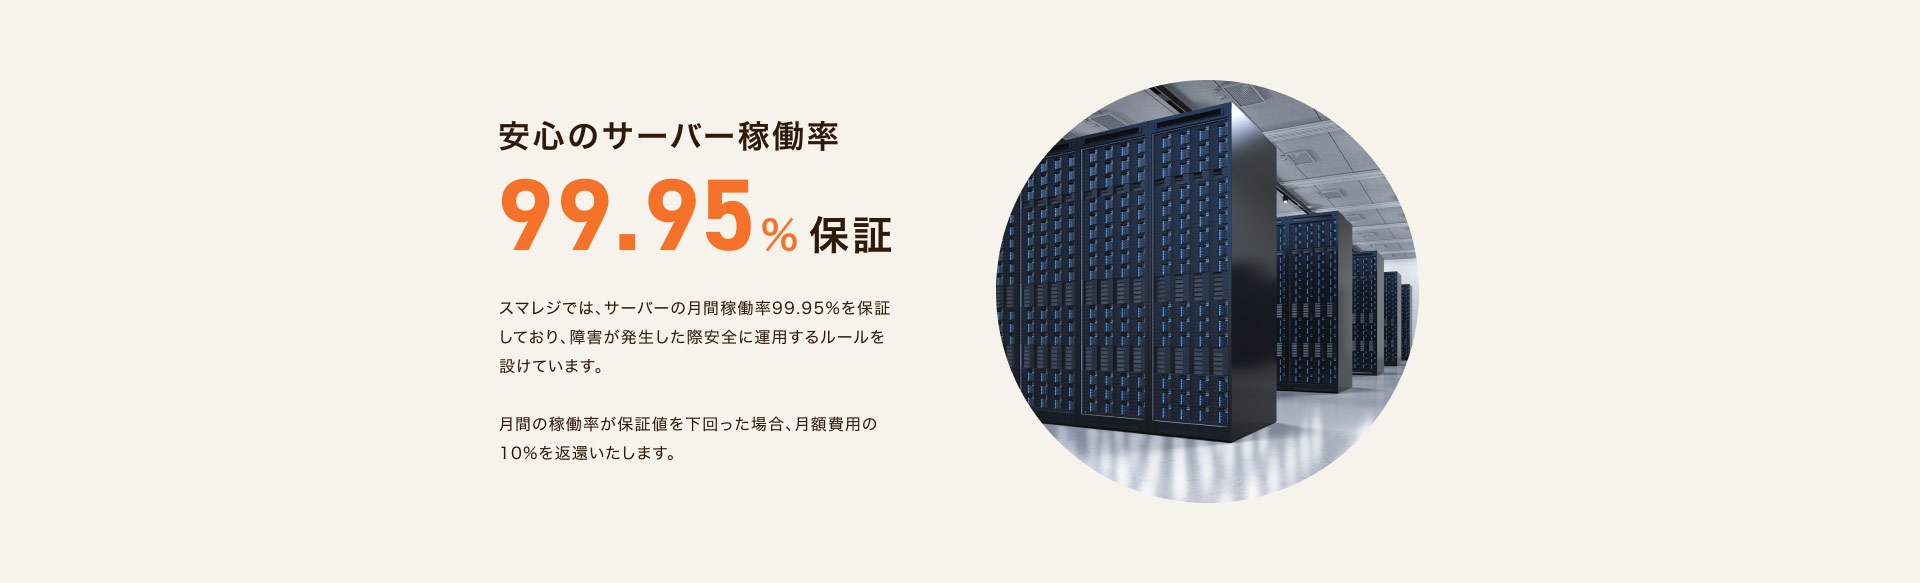 安心のサーバー稼働率
99.95% 保証
スマレジでは、サーバーの月間稼働率99.95%を保証
しており、障害が発生した際安全に運用するルールを
設けています。
月間の稼働率が保証値を下回った場合、月額費用の
10%を返還いたします。